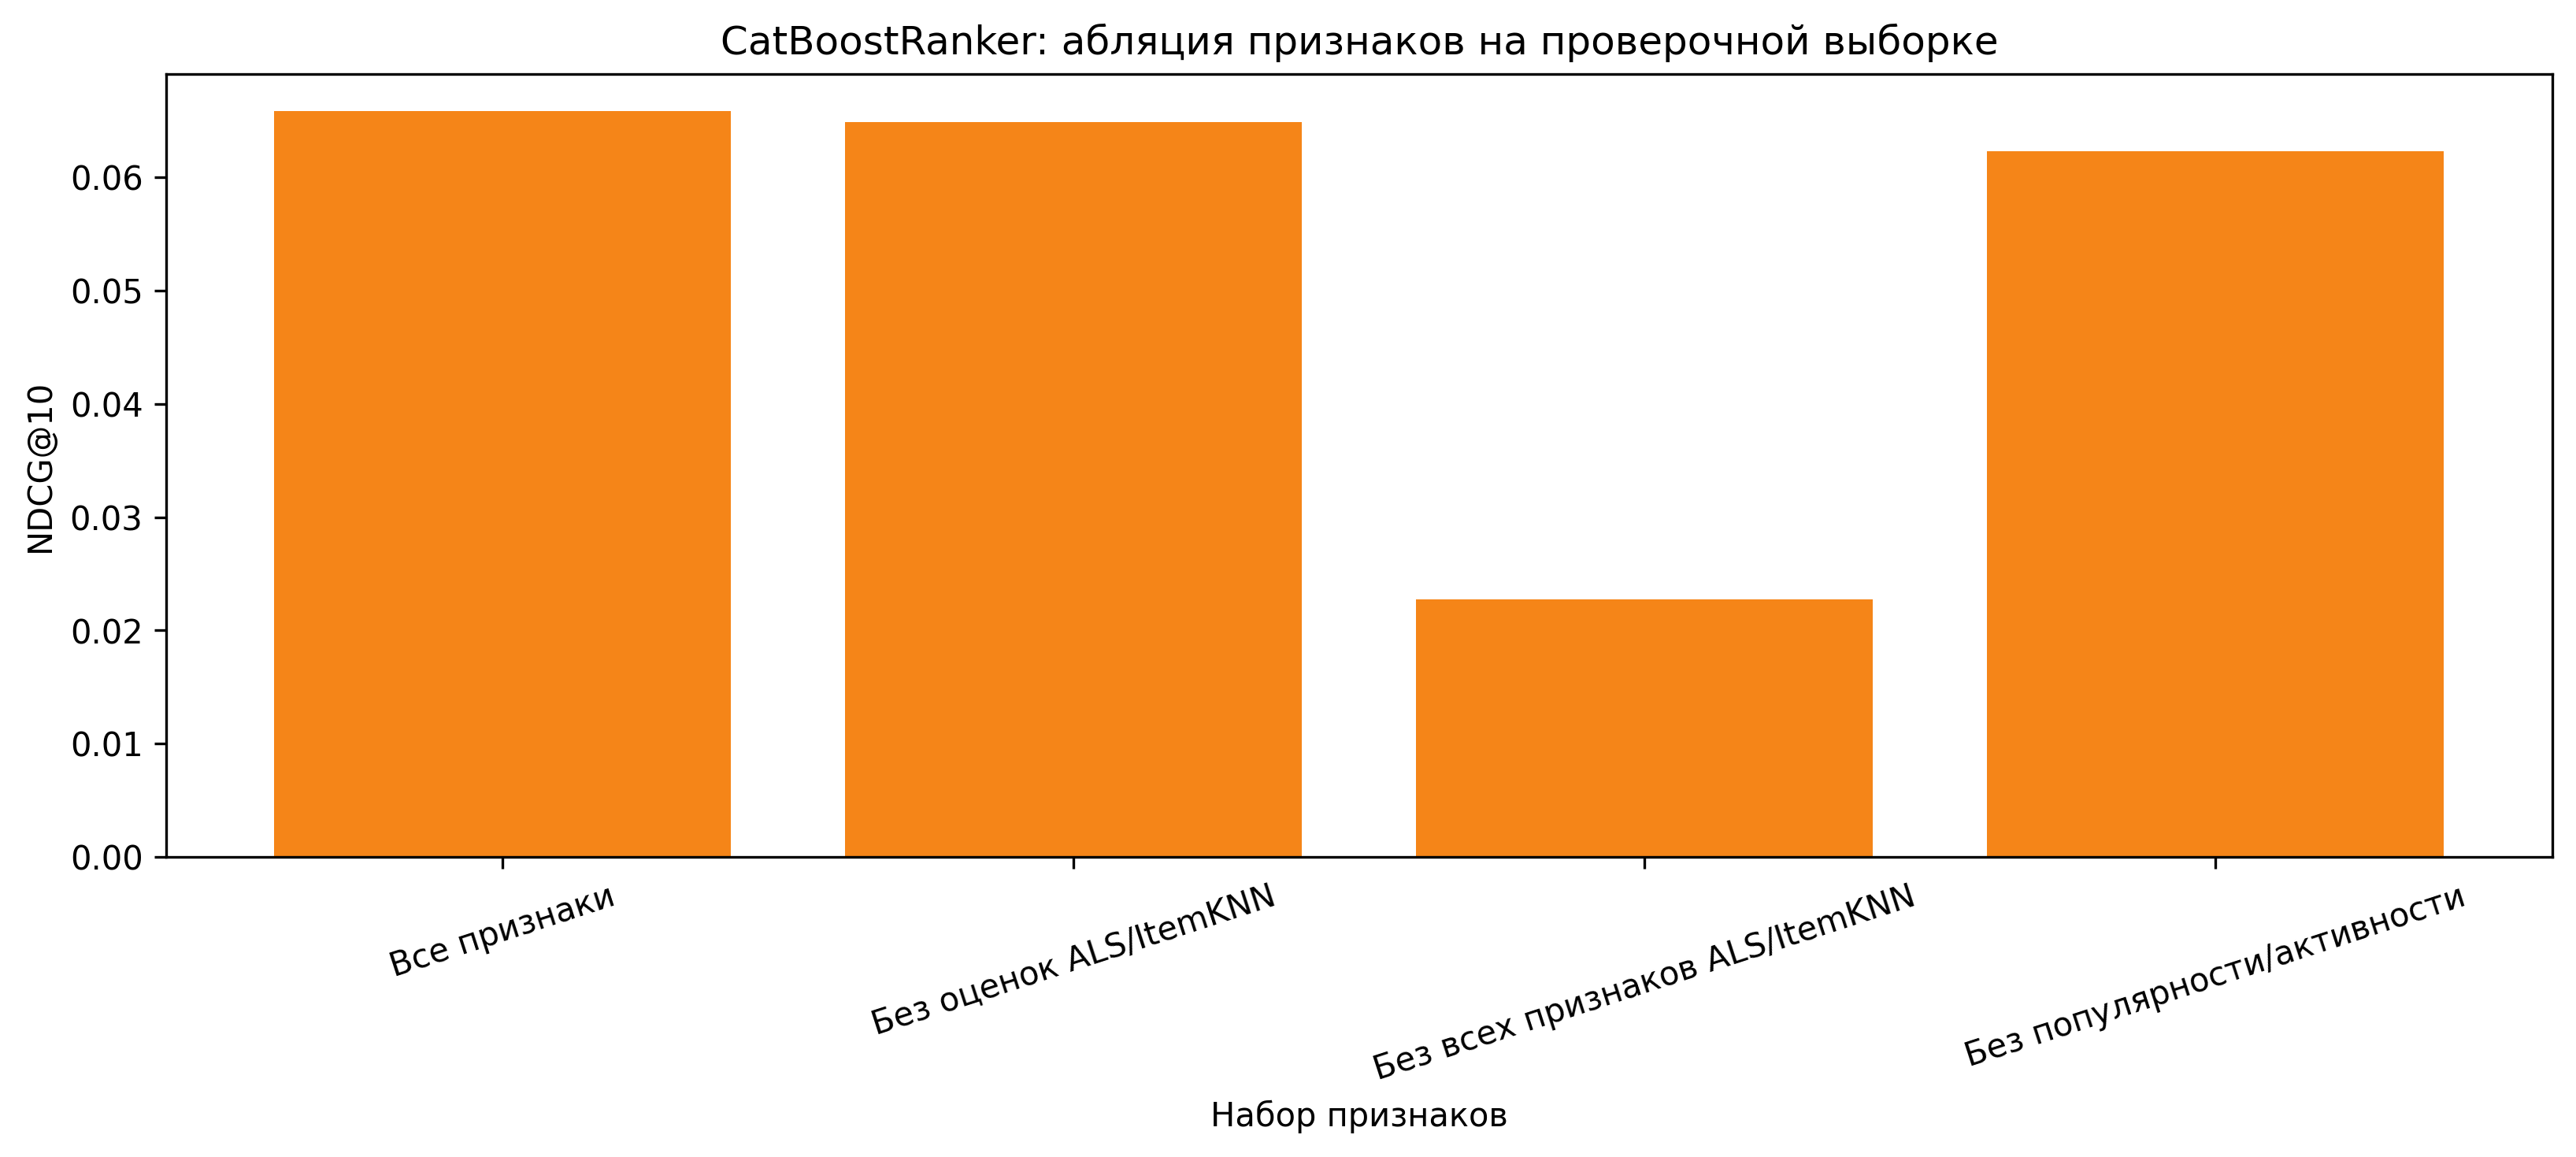 CatBoostRanker: абляция признаков на проверочной выборке
NDCG@10
0.06
0.05
0.04
0.03
0.02
0.01
0.00
Все признаки
Без оценок ALS/ItemKNN
Без всех признаков ALS/ItemKNN
Без популярности/активности
Набор признаков